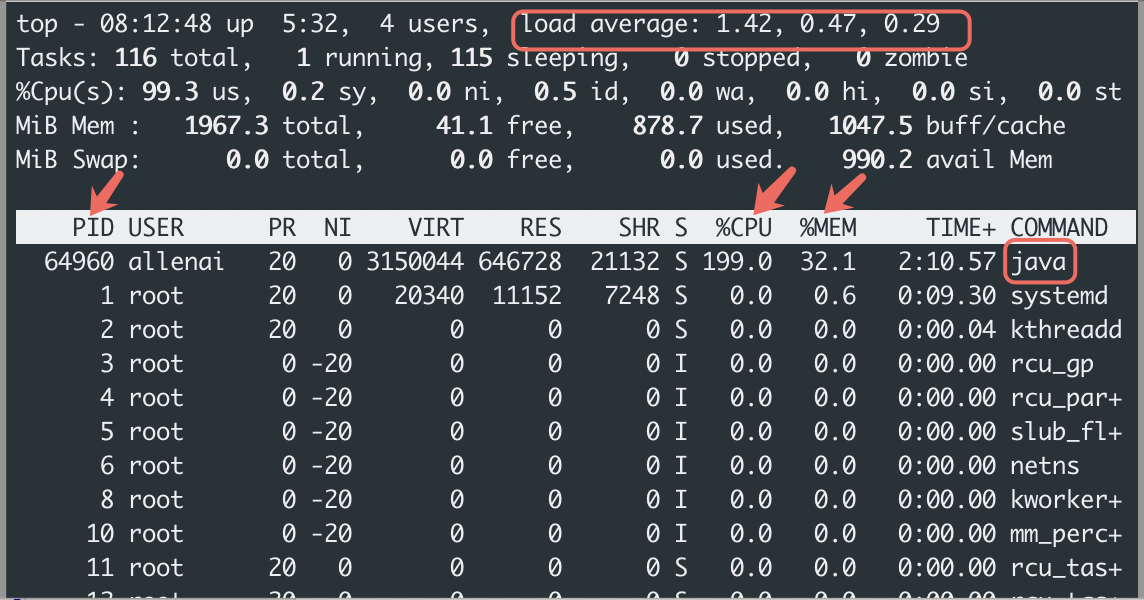 top - 08:12:48 up  5:32,  4 users,  load average: 1.42, 0.47, 0.29
Tasks: 116 total,   1 running, 115 sleeping,   0 stopped,   0 zombie
%Cpu(s): 99.3 us,  0.2 sy,  0.0 ni,  0.5 id,  0.0 wa,  0.0 hi,  0.0 si,  0.0 st
MiB Mem :   1967.3 total,     41.1 free,    878.7 used,   1047.5 buff/cache
MiB Swap:      0.0 total,      0.0 free,      0.0 used.    990.2 avail Mem
PID USER      PR  NI    VIRT    RES    SHR S  %CPU  %MEM     TIME+ COMMAND
64960 allenai   20   0 3150044 646728  21132 S 199.0  32.1   2:10.57 java
1 root      20   0   20340  11152   7248 S   0.0   0.6   0:09.30 systemd
2 root      20   0       0      0      0 S   0.0   0.0   0:00.04 kthreadd
3 root       0 -20       0      0      0 I   0.0   0.0   0:00.00 rcu_gp
4 root       0 -20       0      0      0 I   0.0   0.0   0:00.00 rcu_par+
5 root       0 -20       0      0      0 I   0.0   0.0   0:00.00 slub_fl+
6 root       0 -20       0      0      0 I   0.0   0.0   0:00.00 netns
8 root       0 -20       0      0      0 I   0.0   0.0   0:00.00 kworker+
10 root       0 -20       0      0      0 I   0.0   0.0   0:00.00 mm_perc+
11 root      20   0       0      0      0 S   0.0   0.0   0:00.00 rcu_tas+